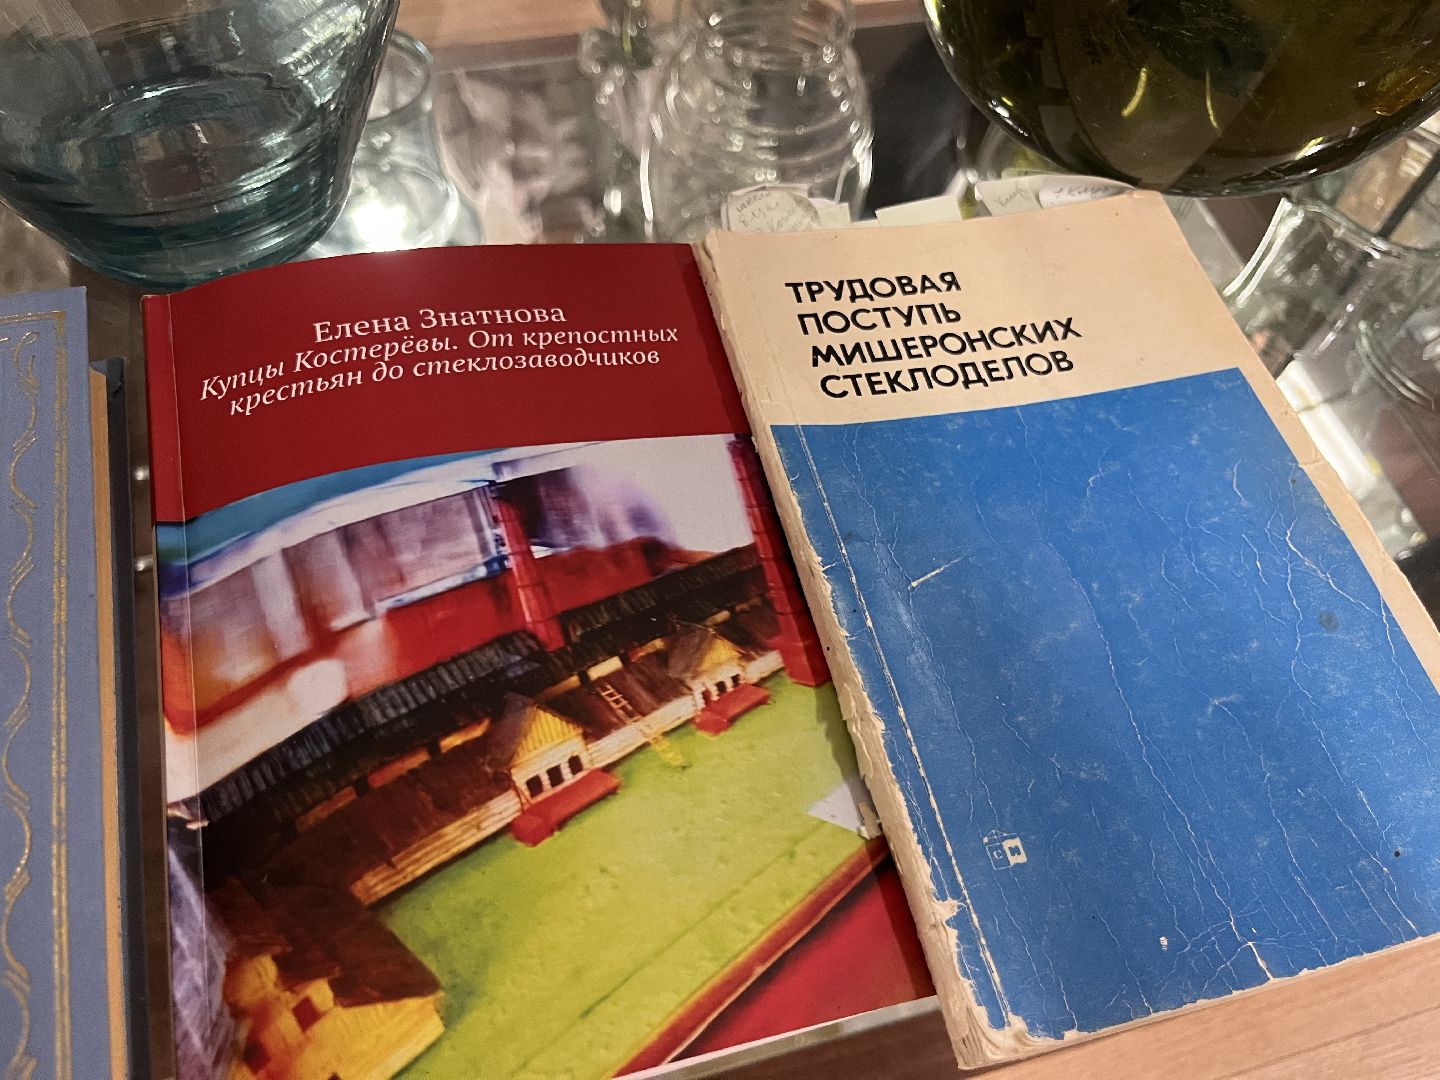 Елена Знатнова
Купцы Костерёвы. От крепостных
крестьян до стеклозаводчиков
ТРУДОВАЯ
ПОСТУПЬ
МИШЕРОНСКИХ
СТЕКЛОДЕЛОВ
С И